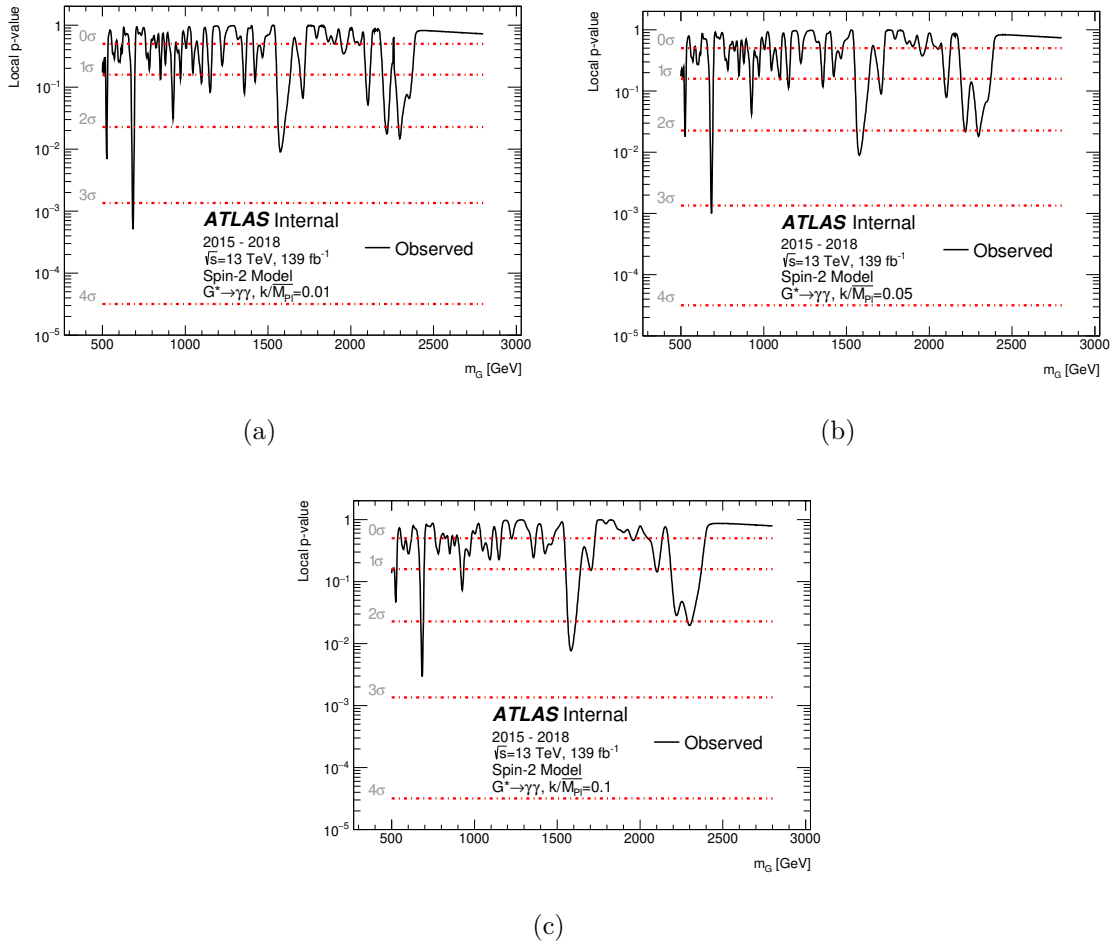 Local p-value
1
10⁻¹
10⁻²
10⁻³
10⁻⁴
10⁻⁵
0σ
1σ
2σ
3σ
4σ
ATLAS Internal
2015 - 2018
√s=13 TeV, 139 fb⁻¹
Spin-2 Model
G*→γγ, k/M̅_Pl=0.01
Observed
500 1000 1500 2000 2500 3000
m_G [GeV]
(a)
Local p-value
1
10⁻¹
10⁻²
10⁻³
10⁻⁴
10⁻⁵
0σ
1σ
2σ
3σ
4σ
ATLAS Internal
2015 - 2018
√s=13 TeV, 139 fb⁻¹
Spin-2 Model
G*→γγ, k/M̅_Pl=0.05
Observed
500 1000 1500 2000 2500 3000
m_G [GeV]
(b)
Local p-value
1
10⁻¹
10⁻²
10⁻³
10⁻⁴
10⁻⁵
0σ
1σ
2σ
3σ
4σ
ATLAS Internal
2015 - 2018
√s=13 TeV, 139 fb⁻¹
Spin-2 Model
G*→γγ, k/M̅_Pl=0.1
Observed
500 1000 1500 2000 2500 3000
m_G [GeV]
(c)